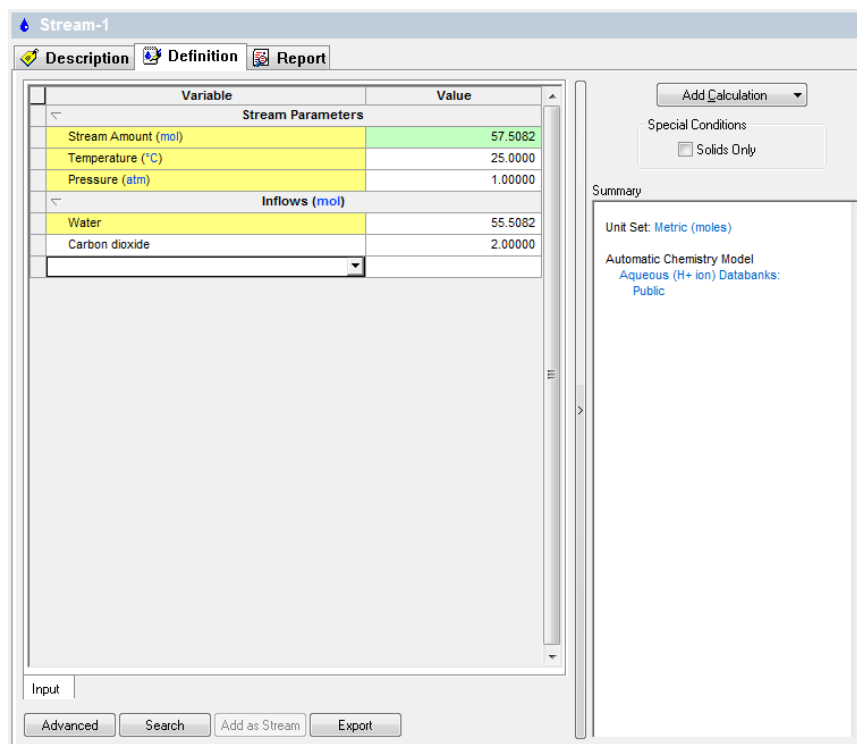 Stream-1
Description Definition Report
Variable Value
Stream Parameters
Stream Amount (mol) 57.5082
Temperature (°C) 25.0000
Pressure (atm) 1.00000
Inflows (mol)
Water 55.5082
Carbon dioxide 2.00000
Input
Advanced Search Add as Stream Export
Add Calculation
Special Conditions
Solids Only
Summary
Unit Set: Metric (moles)
Automatic Chemistry Model
Aqueous (H+ ion) Databanks:
Public